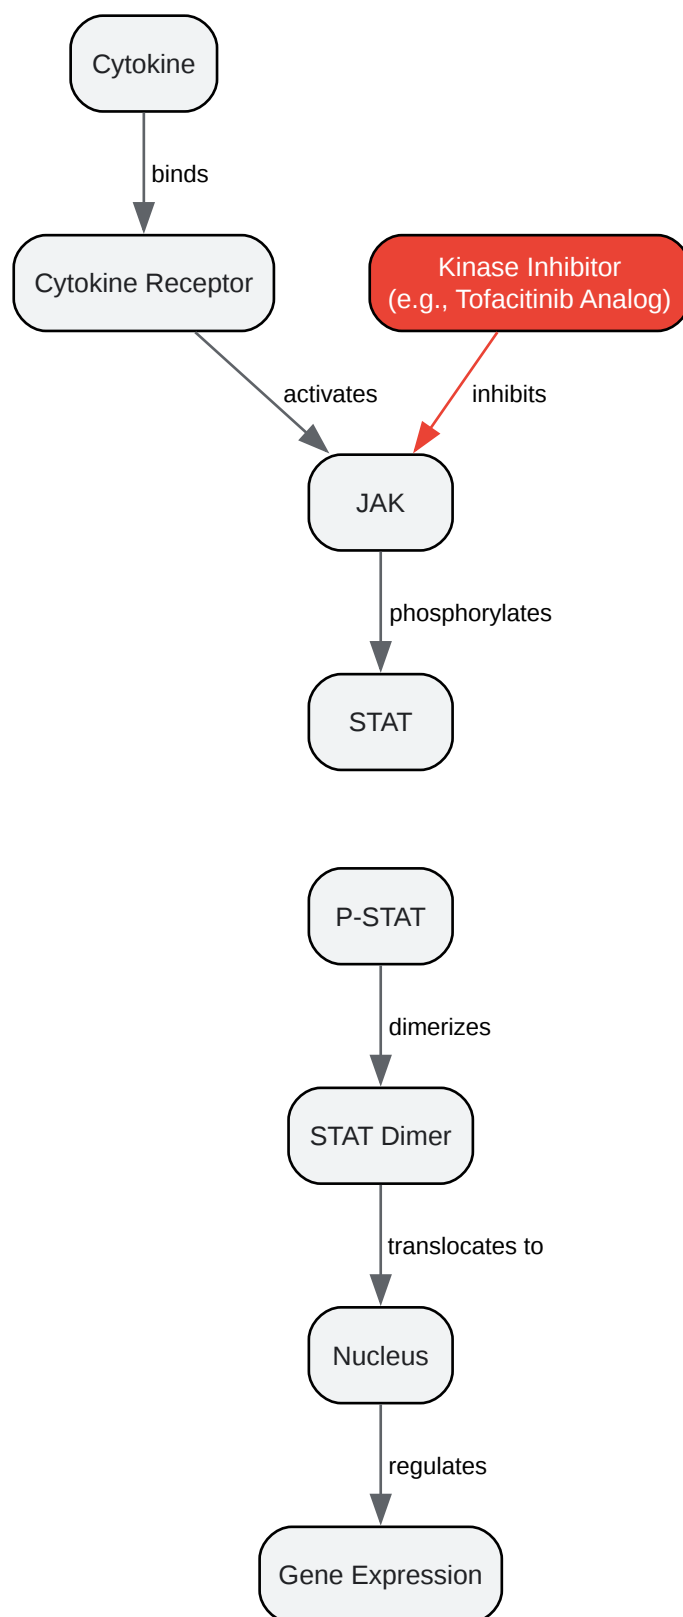 Cytokine
binds
Cytokine Receptor
Kinase Inhibitor
(e.g., Tofacitinib Analog)
activates
inhibits
JAK
phosphorylates
STAT
P-STAT
dimerizes
STAT Dimer
translocates to
Nucleus
regulates
Gene Expression